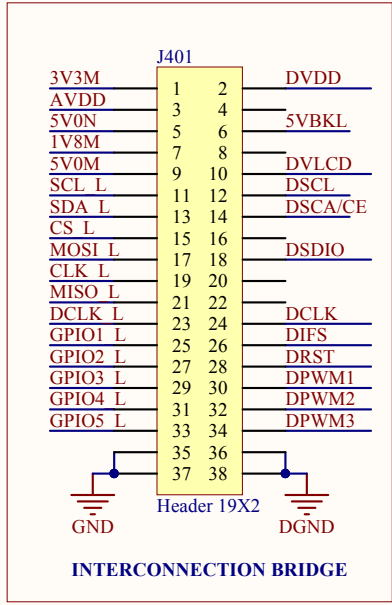 J401
3V3M 1 2 DVDD
AVDD 3 4
5V0N 5 6 5VBKL
1V8M 7 8
5V0M 9 10 DVLCD
SCL_L 11 12 DSCL
SDA_L 13 14 DSCA/CE
CS_L 15 16
MOSI_L 17 18 DSDIO
CLK_L 19 20
MISO_L 21 22
DCLK_L 23 24 DCLK
GPIO1_L 25 26 DIFS
GPIO2_L 27 28 DRST
GPIO3_L 29 30 DPWM1
GPIO4_L 31 32 DPWM2
GPIO5_L 33 34 DPWM3
35 36
37 38
GND Header 19X2 DGND
INTERCONNECTION BRIDGE